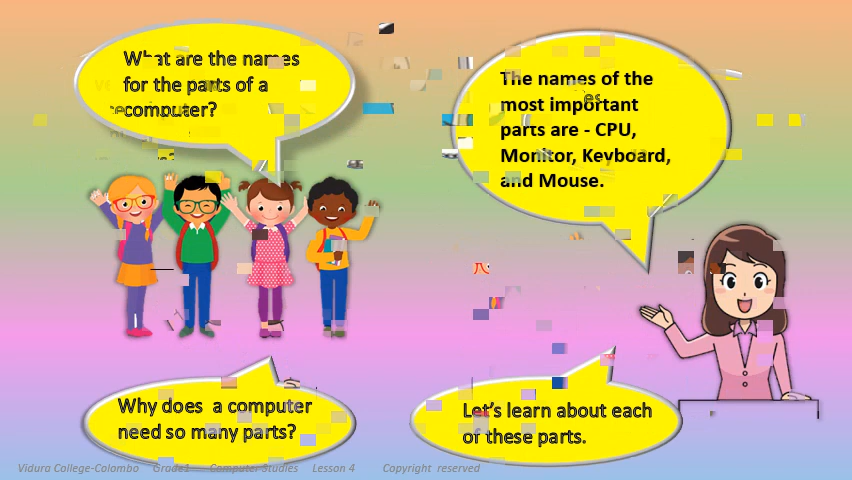 What are the names
for the parts of a
computer?
The names of the
most important
parts are - CPU,
Monitor, Keyboard,
and Mouse.
Why does a computer
need so many parts?
Let's learn about each
of these parts.
Vidura College-Colombo Grade1 Computer Studies Lesson 4 Copyright reserved